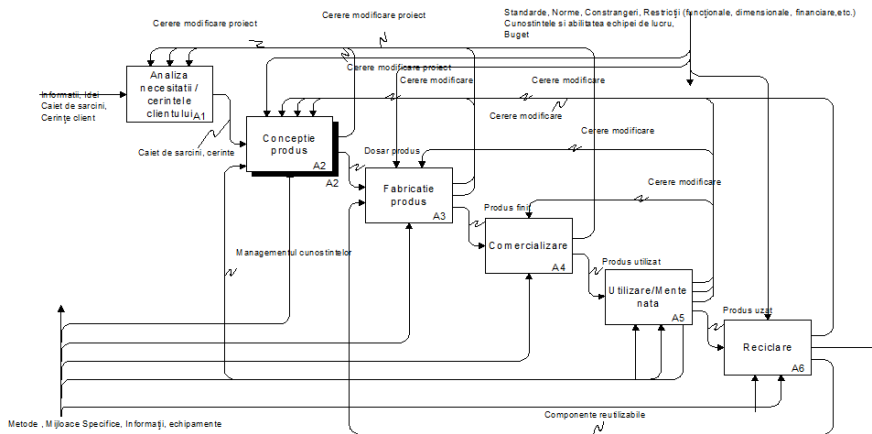 Cerere modificare proiect
Cerere modificare proiect
Standarde, Norme, Constrangeri, Restricții (funcționale, dimensionale, financiare,etc.)
Cunostintele si abilitatea echipei de lucru,
Buget
Cerere modificare proiect
Analiza
necesitatii /
cerintele
clientului
A1
Informatii, Idei
Caiet de sarcini,
Cerințe client
Cerere modificare
Cerere modificare
Cerere modificare
Cerere modificare
Conceptie
produs
A2
A2
Caiet de sarcini, cerinte
Dosar produs
Cerere modificare
Fabricatie
produs
A3
Produs finit
Comercializare
A4
Managementul cunostintelor
Produs utilizat
Utilizare/Mente
nata
A5
Produs uzat
Reciclare
A6
Componente reutilizabile
Metode , Mijloace Specifice, Informații, echipamente